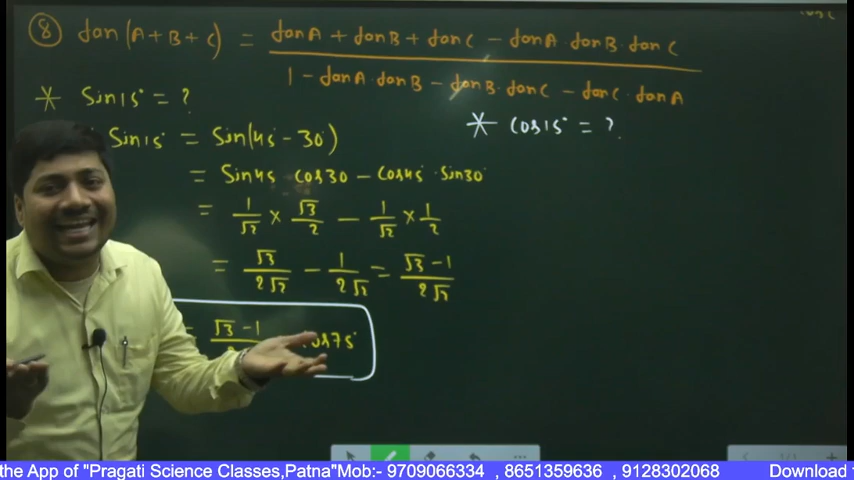 ⑧ tan(A+B+C) = tanA + tanB + tanC - tanA tanB.tanC / 1 - tanA.tanB - tanB.tanC - tanC.tanA
* Sin15° = ?
* Cos15° = ?
Sin15° = Sin(45 - 30°)
= Sin45 Cos30 - Cos45° . Sin30°
= 1/√2 × √3/2 - 1/√2 × 1/2
= √3/2√2 - 1/2√2 = √3 - 1/2√2
= √3 - 1
the App of "Pragati Science Classes,Patna"Mob:- 9709066334 , 8651359636 , 9128302068 Download